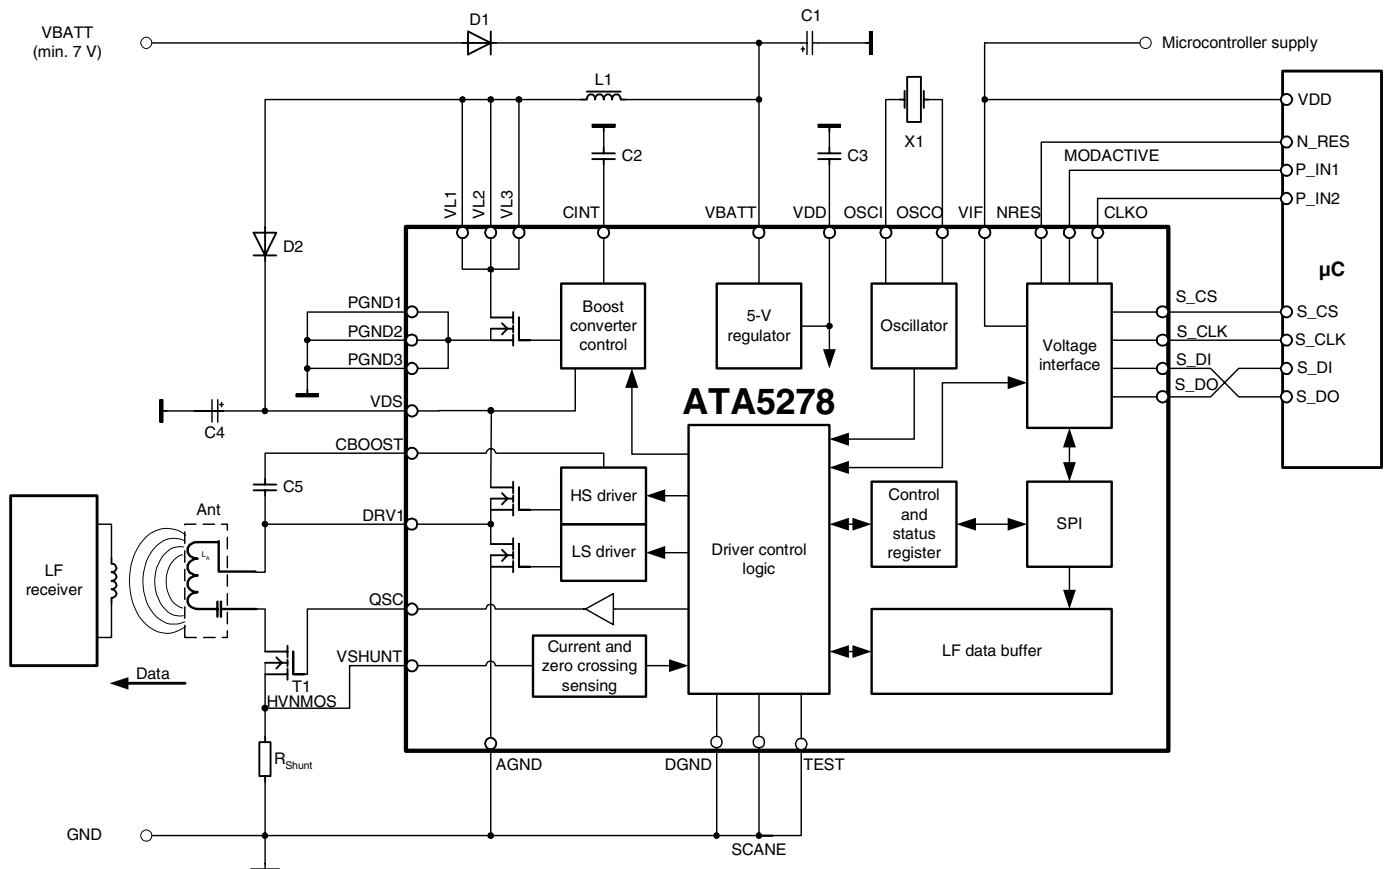 VBATT
(min. 7 V)
D1
C1
Microcontroller supply
L1
X1
C2
C3
VDD
N_RES
MODACTIVE
P_IN1
P_IN2
VL1
VL2
VL3
CINT
VBATT
VDD
OSCI
OSCO
VIF
NRES
CLKO
D2
µC
PGND1
PGND2
PGND3
Boost
converter
control
5-V
regulator
Oscillator
Voltage
interface
S_CS
S_CLK
S_DI
S_DO
S_CS
S_CLK
S_DI
S_DO
ATA5278
VDS
C4
CBOOST
C5
DRV1
HS driver
LS driver
Driver control
logic
Control
and
status
register
SPI
Ant
LA
LF
receiver
QSC
VSHUNT
Current and
zero crossing
sensing
LF data buffer
Data
T1
HVNMOS
RShunt
AGND
DGND
TEST
GND
SCANE